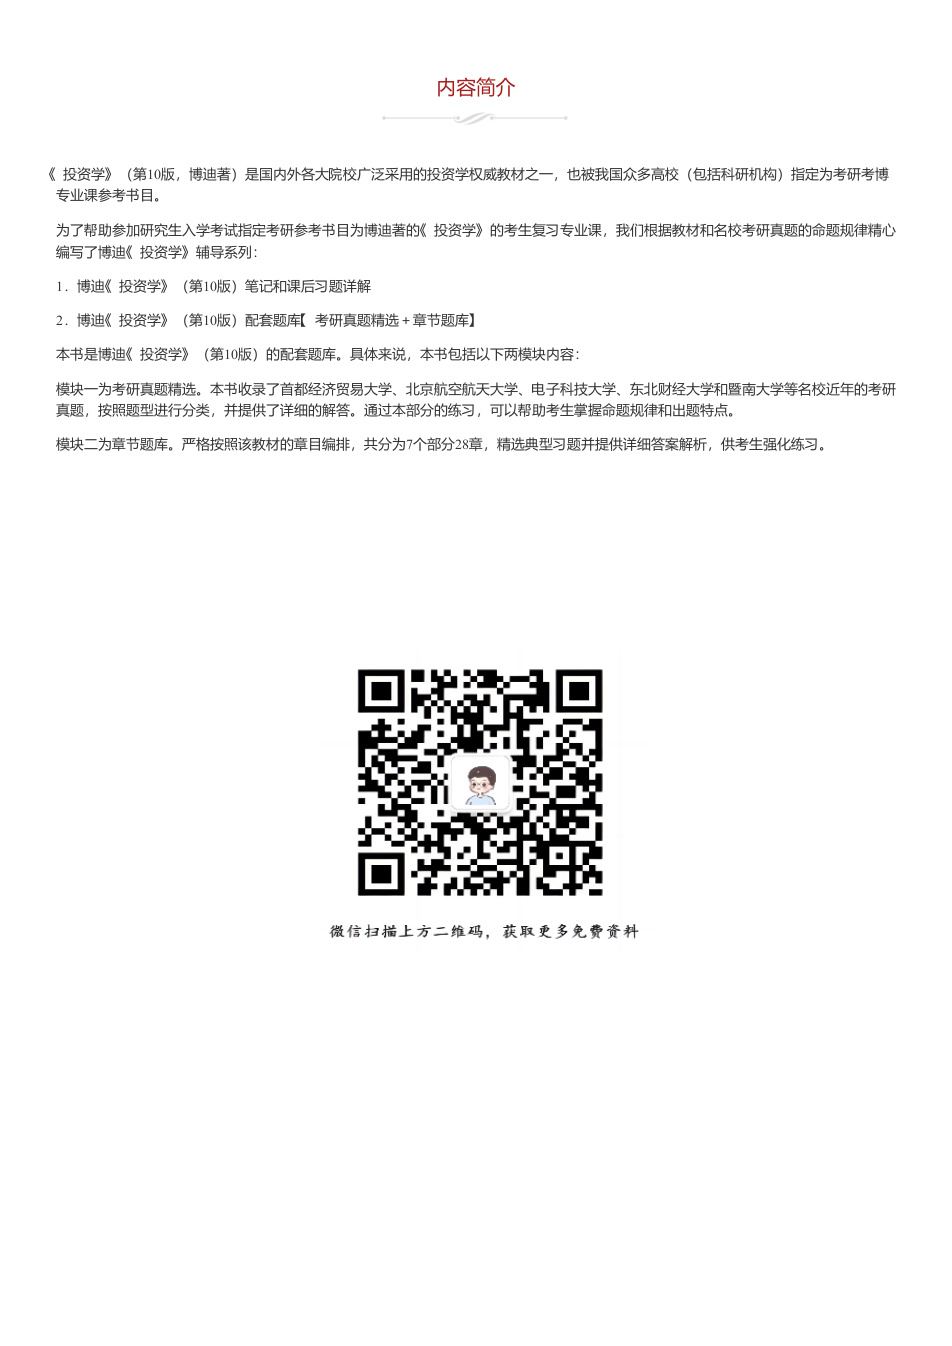 内容简介
《投资学》（第10版，博迪著）是国内外各大院校广泛采用的投资学权威教材之一，也被我国众多高校（包括科研机构）指定为考研考博
专业课参考书目。
为了帮助参加研究生入学考试指定考研参考书目为博迪著的《投资学》的考生复习专业课，我们根据教材和名校考研真题的命题规律精心
编写了博迪《投资学》辅导系列：
1．博迪《投资学》（第10版）笔记和课后习题详解
2．博迪《投资学》（第10版）配套题库【考研真题精选＋章节题库】
本书是博迪《投资学》（第10版）的配套题库。具体来说，本书包括以下两模块内容：
模块一为考研真题精选。本书收录了首都经济贸易大学、北京航空航天大学、电子科技大学、东北财经大学和暨南大学等名校近年的考研
真题，按照题型进行分类，并提供了详细的解答。通过本部分的练习，可以帮助考生掌握命题规律和出题特点。
模块二为章节题库。严格按照该教材的章目编排，共分为7个部分28章，精选典型习题并提供详细答案解析，供考生强化练习。
微信扫描上方二维码，获取更多免费资料